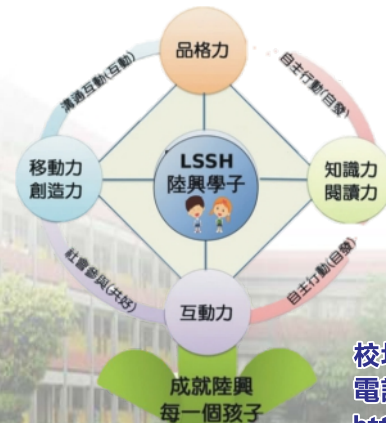 品格力
溝通互動(互動)
自主行動(自發)
LSSH
陸興學子
移動力
創造力
知識力
閱讀力
社會參與(共好)
自主行動(自發)
互動力
成就陸興
每一個孩子
校
電